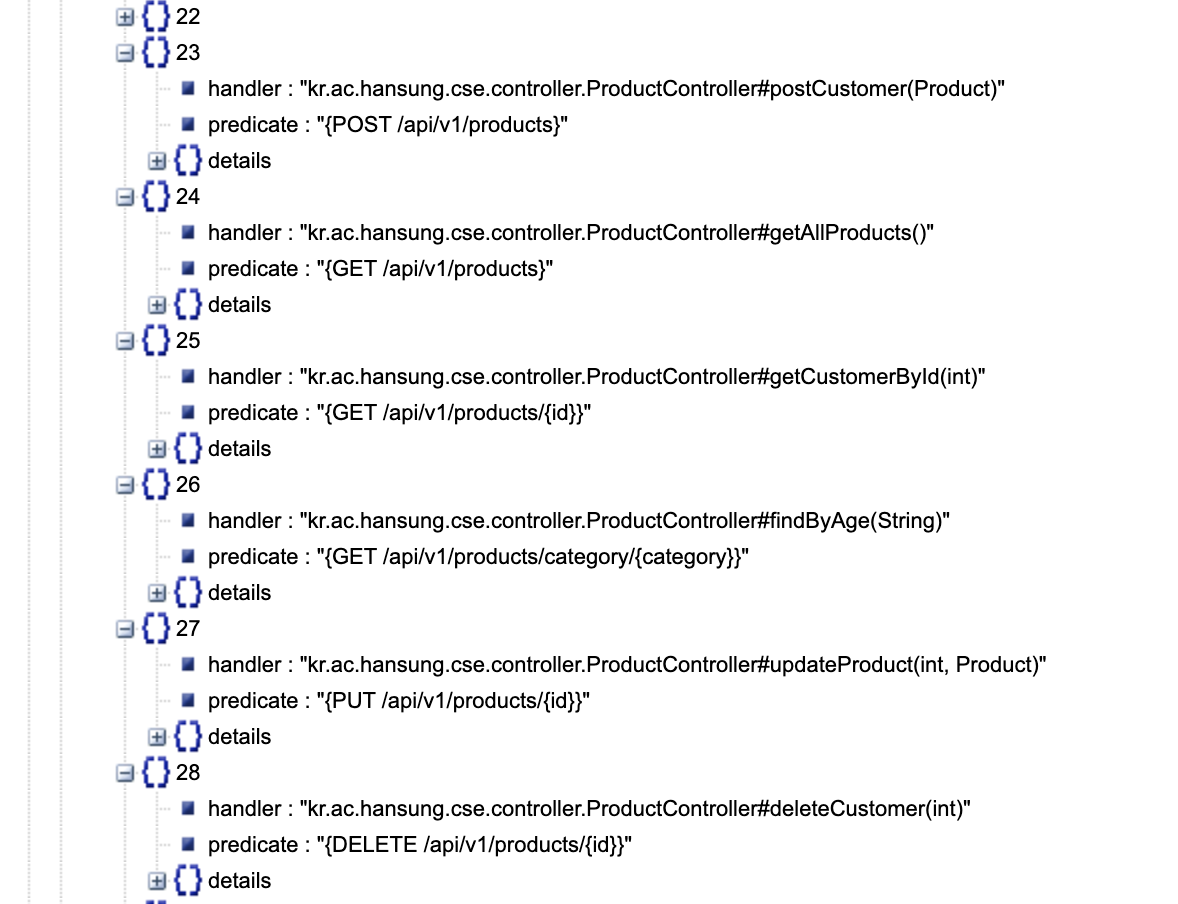 22
23
handler : "kr.ac.hansung.cse.controller.ProductController#postCustomer(Product)"
predicate : "{POST /api/v1/products}"
details
24
handler : "kr.ac.hansung.cse.controller.ProductController#getAllProducts()"
predicate : "{GET /api/v1/products}"
details
25
handler : "kr.ac.hansung.cse.controller.ProductController#getCustomerById(int)"
predicate : "{GET /api/v1/products/{id}}"
details
26
handler : "kr.ac.hansung.cse.controller.ProductController#findByAge(String)"
predicate : "{GET /api/v1/products/category/{category}}"
details
27
handler : "kr.ac.hansung.cse.controller.ProductController#updateProduct(int, Product)"
predicate : "{PUT /api/v1/products/{id}}"
details
28
handler : "kr.ac.hansung.cse.controller.ProductController#deleteCustomer(int)"
predicate : "{DELETE /api/v1/products/{id}}"
details